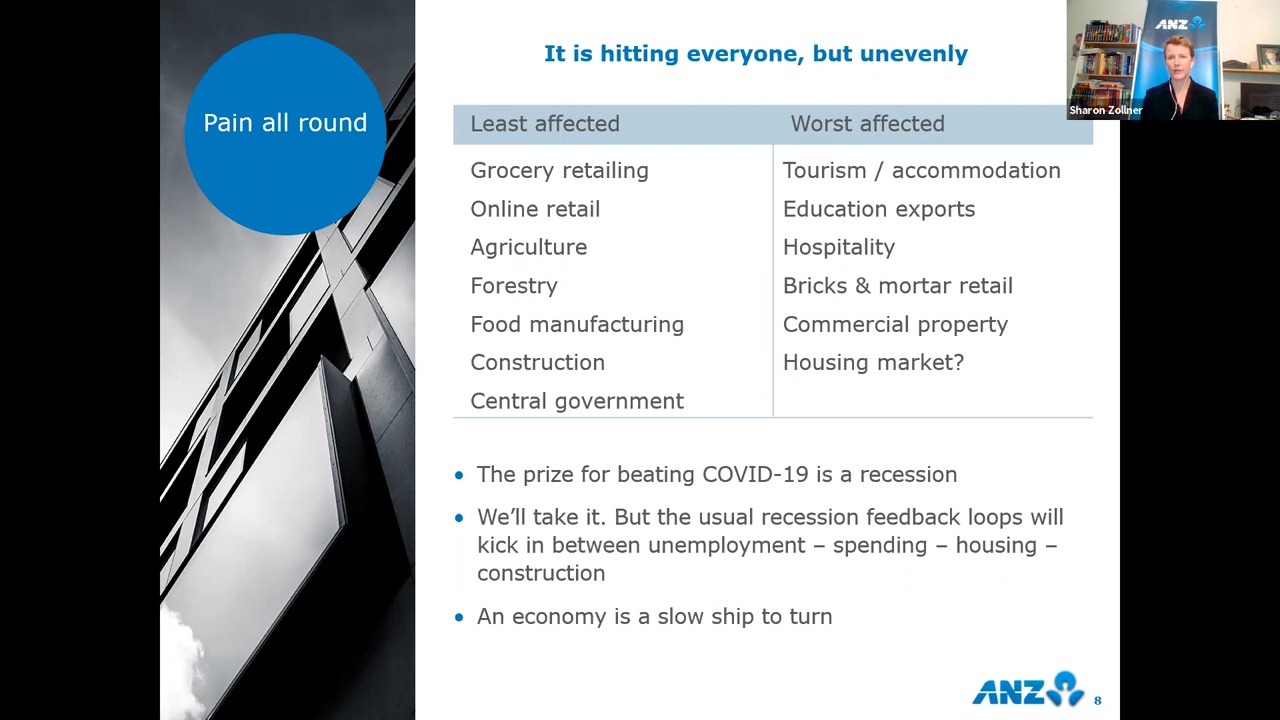 Pain all round
It is hitting everyone, but unevenly
ANZ
Sharon Zollner
Least affected
Worst affected
Grocery retailing
Tourism / accommodation
Online retail
Education exports
Agriculture
Hospitality
Forestry
Bricks & mortar retail
Food manufacturing
Commercial property
Construction
Housing market?
Central government
• The prize for beating COVID-19 is a recession
• We’ll take it. But the usual recession feedback loops will
kick in between unemployment – spending – housing –
construction
• An economy is a slow ship to turn
ANZ
8